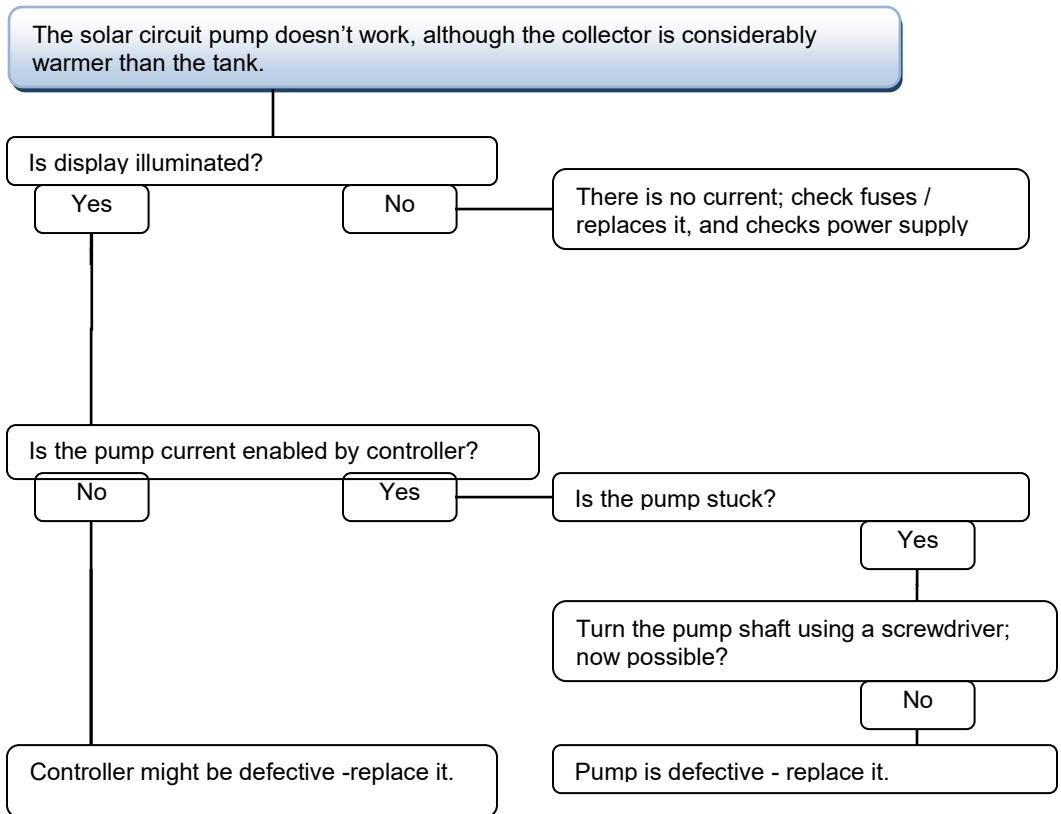 The solar circuit pump doesn’t work, although the collector is considerably
warmer than the tank.
Is display illuminated?
Yes
No
There is no current; check fuses /
replaces it, and checks power supply
Is the pump current enabled by controller?
No
Yes
Is the pump stuck?
Yes
Turn the pump shaft using a screwdriver;
now possible?
No
Controller might be defective -replace it.
Pump is defective - replace it.